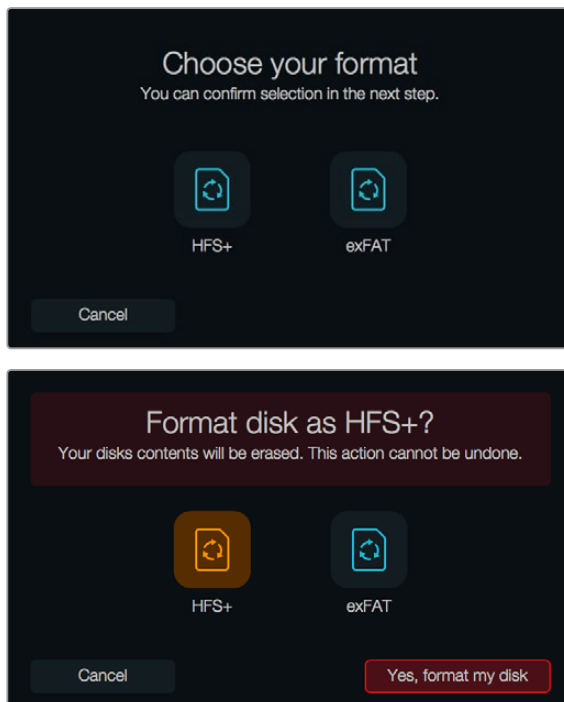 Choose your format
You can confirm selection in the next step.
HFS+ exFAT
Cancel
Format disk as HFS+?
Your disks contents will be erased. This action cannot be undone.
HFS+ exFAT
Cancel Yes, format my disk